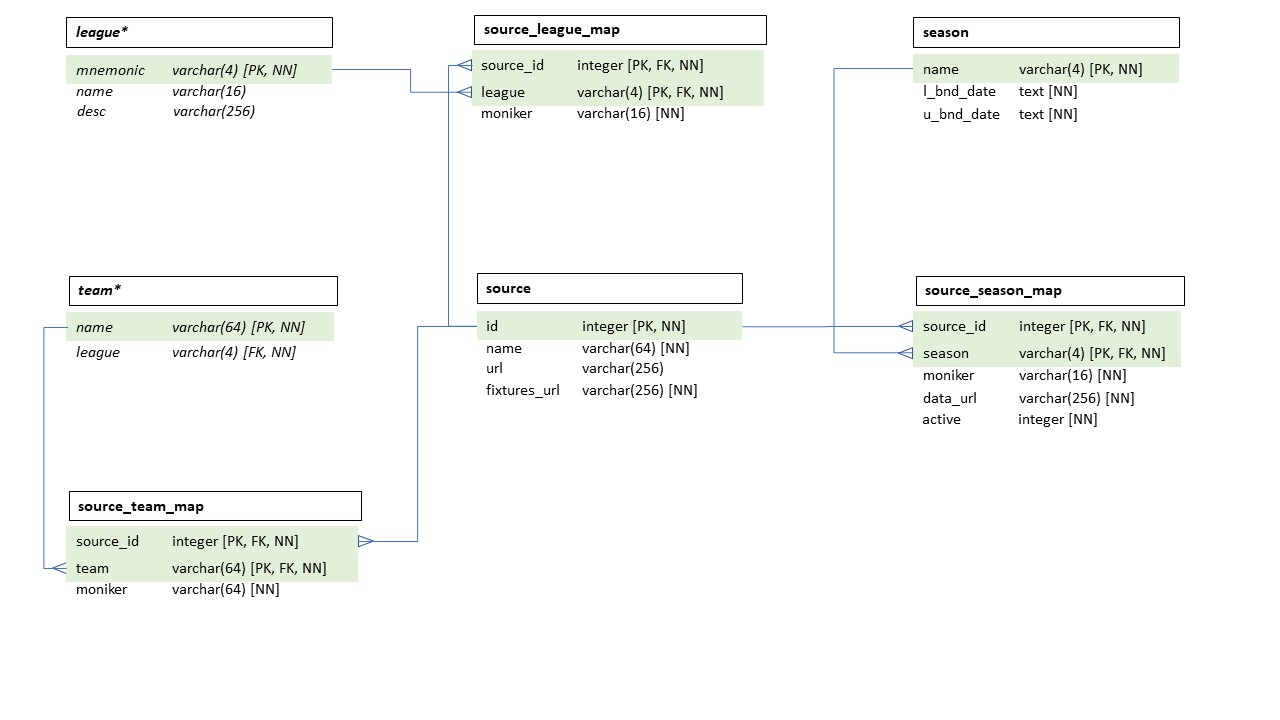 league*
mnemonic varchar(4) [PK, NN]
name varchar(16)
desc varchar(256)
source_league_map
source_id integer [PK, FK, NN]
league varchar(4) [PK, FK, NN]
moniker varchar(16) [NN]
season
name varchar(4) [PK, NN]
l_bnd_date text [NN]
u_bnd_date text [NN]
team*
name varchar(64) [PK, NN]
league varchar(4) [FK, NN]
source
id integer [PK, NN]
name varchar(64) [NN]
url varchar(256)
fixtures_url varchar(256) [NN]
source_season_map
source_id integer [PK, FK, NN]
season varchar(4) [PK, FK, NN]
moniker varchar(16) [NN]
data_url varchar(256) [NN]
active integer [NN]
source_team_map
source_id integer [PK, FK, NN]
team varchar(64) [PK, FK, NN]
moniker varchar(64) [NN]